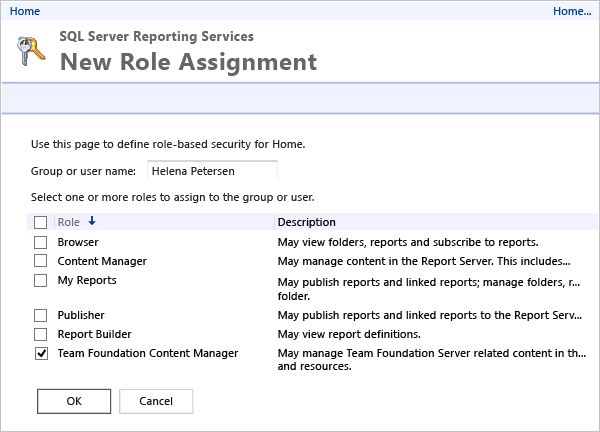 Home Home...
SQL Server Reporting Services
New Role Assignment
Use this page to define role-based security for Home.
Group or user name: Helena Petersen
Select one or more roles to assign to the group or user.
Role Description
Browser May view folders, reports and subscribe to reports.
Content Manager May manage content in the Report Server. This includes...
My Reports May publish reports and linked reports; manage folders, r...
folder.
Publisher May publish reports and linked reports to the Report Serv...
Report Builder May view report definitions.
Team Foundation Content Manager May manage Team Foundation Server related content in th...
and resources.
OK Cancel